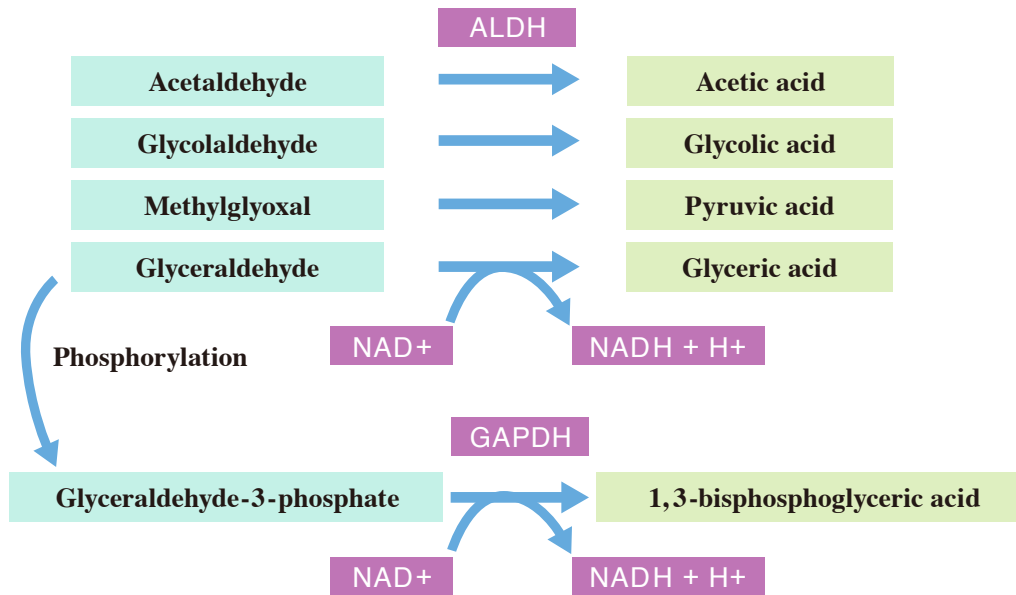 ALDH
Acetaldehyde
Acetic acid
Glycolaldehyde
Glycolic acid
Methylglyoxal
Pyruvic acid
Glyceraldehyde
Glyceric acid
NAD+
NADH + H+
Phosphorylation
GAPDH
Glyceraldehyde-3-phosphate
1,3-bisphosphoglyceric acid
NAD+
NADH + H+